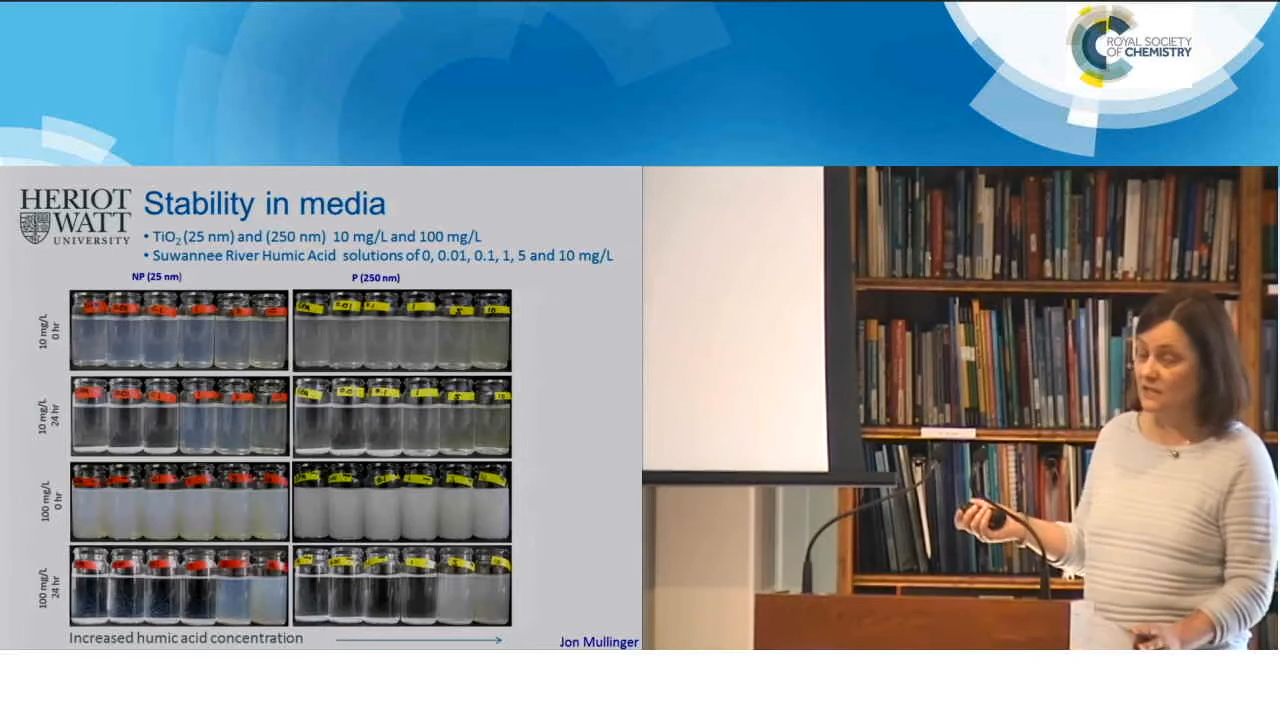 ROYAL SOCIETY
OF CHEMISTRY
HERIOT
WATT
UNIVERSITY
Stability in media
• TiO2 (25 nm) and (250 nm) 10 mg/L and 100 mg/L
• Suwannee River Humic Acid solutions of 0, 0.01, 0.1, 1, 5 and 10 mg/L
NP (25 nm)
P (250 nm)
10 mg/L
0 hr
10 mg/L
24 hr
100 mg/L
0 hr
100 mg/L
24 hr
Increased humic acid concentration
Jon Mullinger